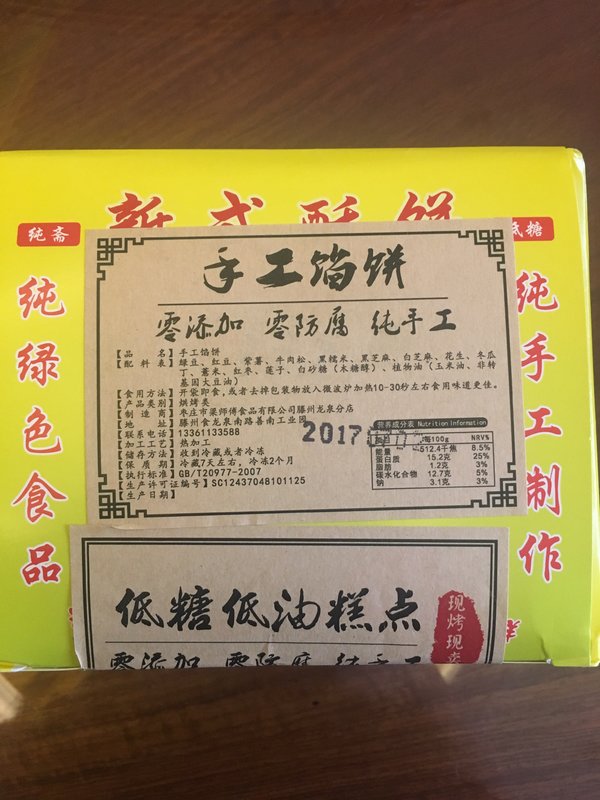 新式酥饼
纯斋
低糖
纯绿色食品
纯手工制作
手工馅饼
零添加 零防腐 纯手工
【品 名】手工馅饼
【配 料 表】绿豆、红豆、紫薯、牛肉松、黑糯米、黑芝麻、白芝麻、花生、冬瓜
丁、薏米、红枣、莲子、白砂糖（木糖醇）、植物油（玉米油、非转
基因大豆油）
【食用方法】开袋即食，或者去掉包装物放入微波炉加热10-30秒左右食用味道更佳。
【产品类别】烘烤类
【制 造 商】枣庄市梁师傅食品有限公司滕州龙泉分店
【地 址】滕州食龙泉南路善南工业园
【联系电话】13361133588
【加工工艺】热加工
【储存方法】收到冷藏或者冷冻
【保 质 期】冷藏7天左右，冷冻2个月
【执行标准】GB/T20977-2007
【生产许可证编号】SC12437048101125
【生产日期】
2017
营养成分表 Nutrition Information
每100g NRV%
能量 512.4千焦 8.5%
蛋白质 15.2克 25%
脂肪 1.2克 3%
碳水化合物 12.7克 5%
钠 3.1克 3%
低糖低油糕点
现烤现卖
零添加 零防腐 纯手工